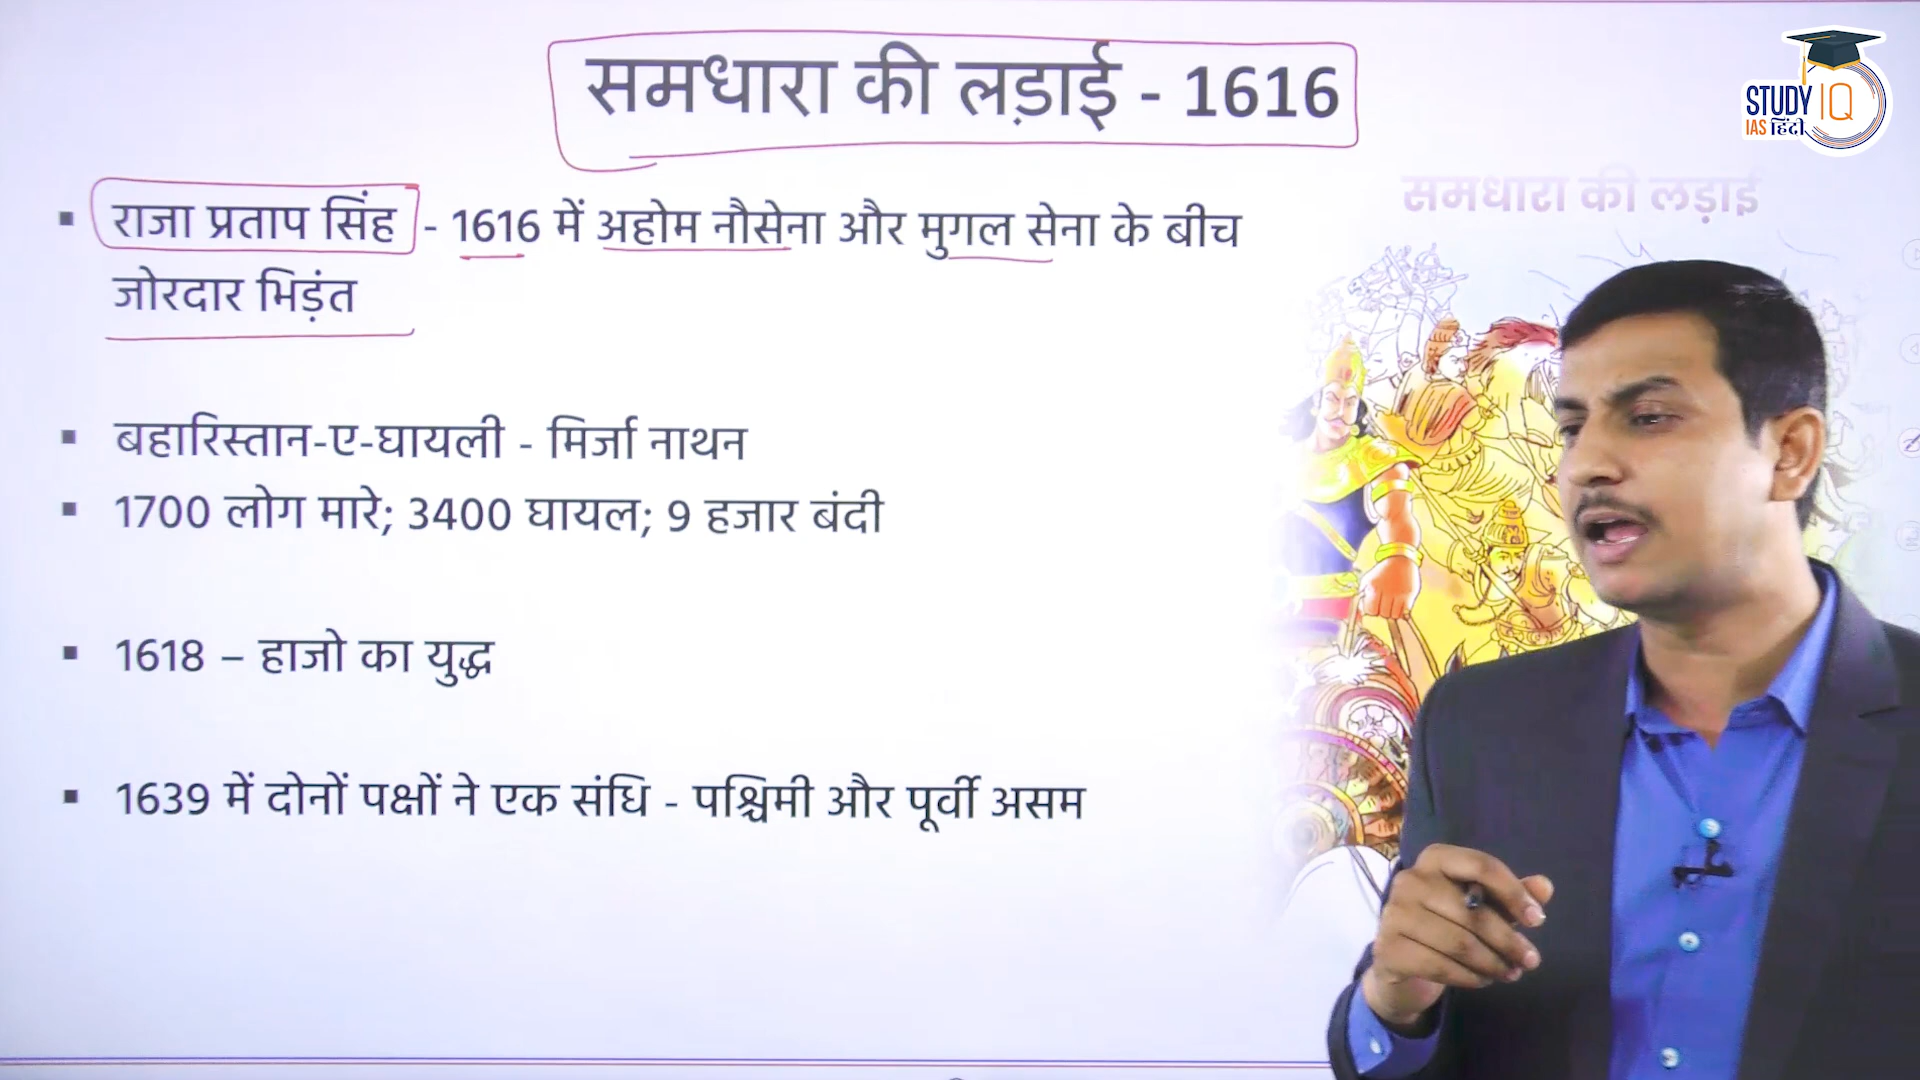 समधारा की लड़ाई - 1616
STUDY IQ
IAS हिंदी
समधारा की लड़ाई
▪ राजा प्रताप सिंह - 1616 में अहोम नौसेना और मुगल सेना के बीच
जोरदार भिड़ंत
▪ बहारिस्तान-ए-घायली - मिर्जा नाथन
▪ 1700 लोग मारे; 3400 घायल; 9 हजार बंदी
▪ 1618 – हाजो का युद्ध
▪ 1639 में दोनों पक्षों ने एक संधि - पश्चिमी और पूर्वी असम